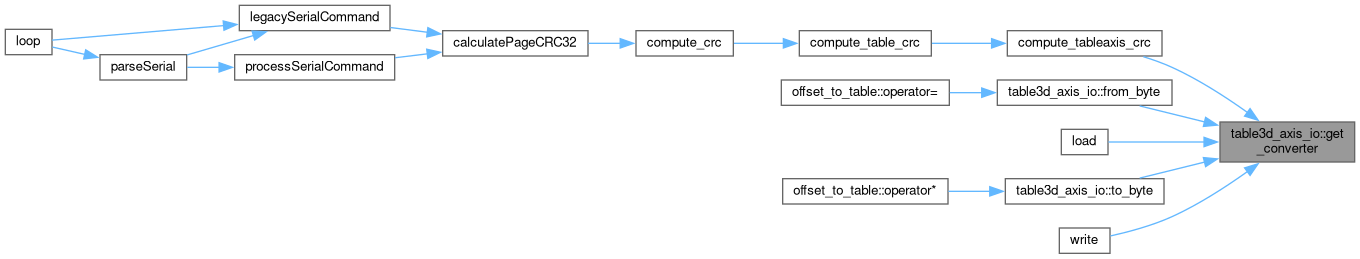 loop
legacySerialCommand
parseSerial
processSerialCommand
calculatePageCRC32
compute_crc
compute_table_crc
compute_tableaxis_crc
offset_to_table::operator=
table3d_axis_io::from_byte
load
offset_to_table::operator*
table3d_axis_io::to_byte
write
table3d_axis_io::get
_converter